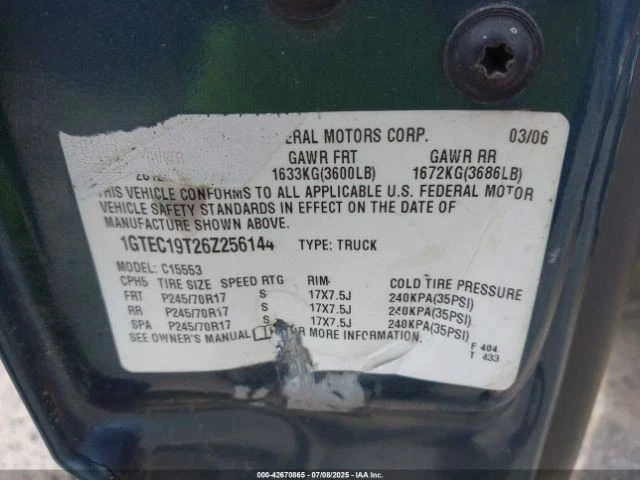 ERAL MOTORS CORP. 03/06
GAWR FRT GAWR RR
1633KG(3600LB) 1672KG(3686LB)
THIS VEHICLE CONFORMS TO ALL APPLICABLE U.S. FEDERAL MOTOR
VEHICLE SAFETY STANDARDS IN EFFECT ON THE DATE OF
MANUFACTURE SHOWN ABOVE.
1GTEC19T26Z256144 TYPE: TRUCK
MODEL: C15553
CPH5 TIRE SIZE SPEED RTG RIM COLD TIRE PRESSURE
FRT P245/70R17 S 17X7.5J 240KPA(35PSI)
RR P245/70R17 S 17X7.5J 240KPA(35PSI)
SPA P245/70R17 S 17X7.5J 240KPA(35PSI)
SEE OWNER'S MANUAL FOR MORE INFORMATION.
F 404
T 433
000-42670865 - 07/08/2025 - IAAI.COM